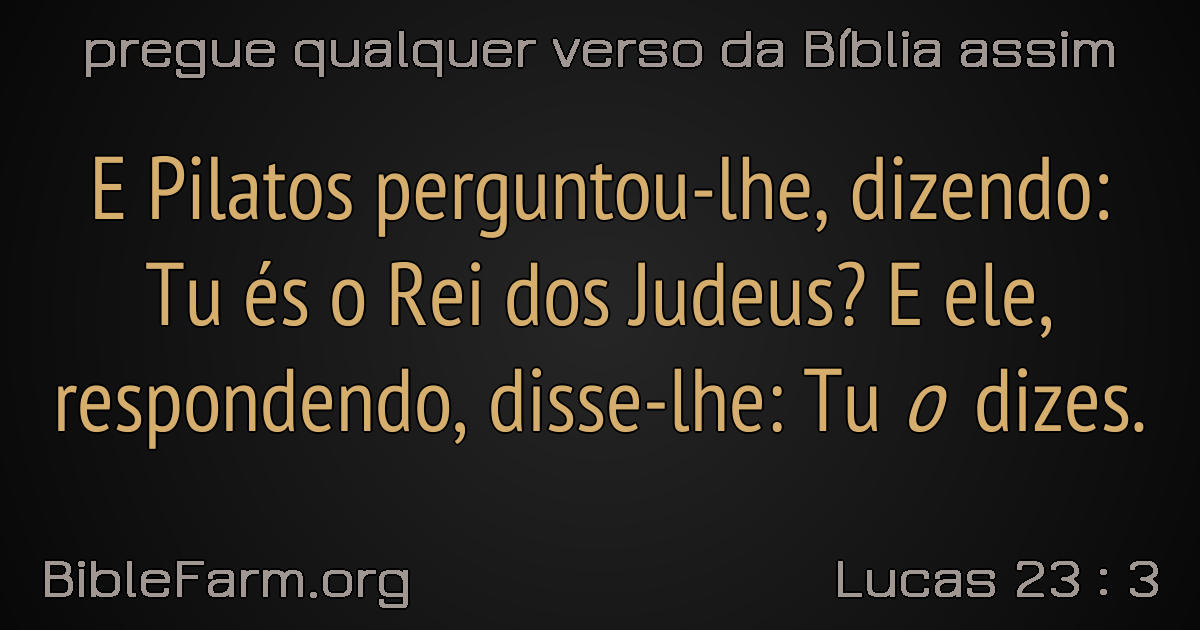 pregue qualquer verso da Bíblia assim
E Pilatos perguntou-lhe, dizendo:
Tu és o Rei dos Judeus? E ele,
respondendo, disse-lhe: Tu o dizes.
BibleFarm.org
Lucas 23 : 3